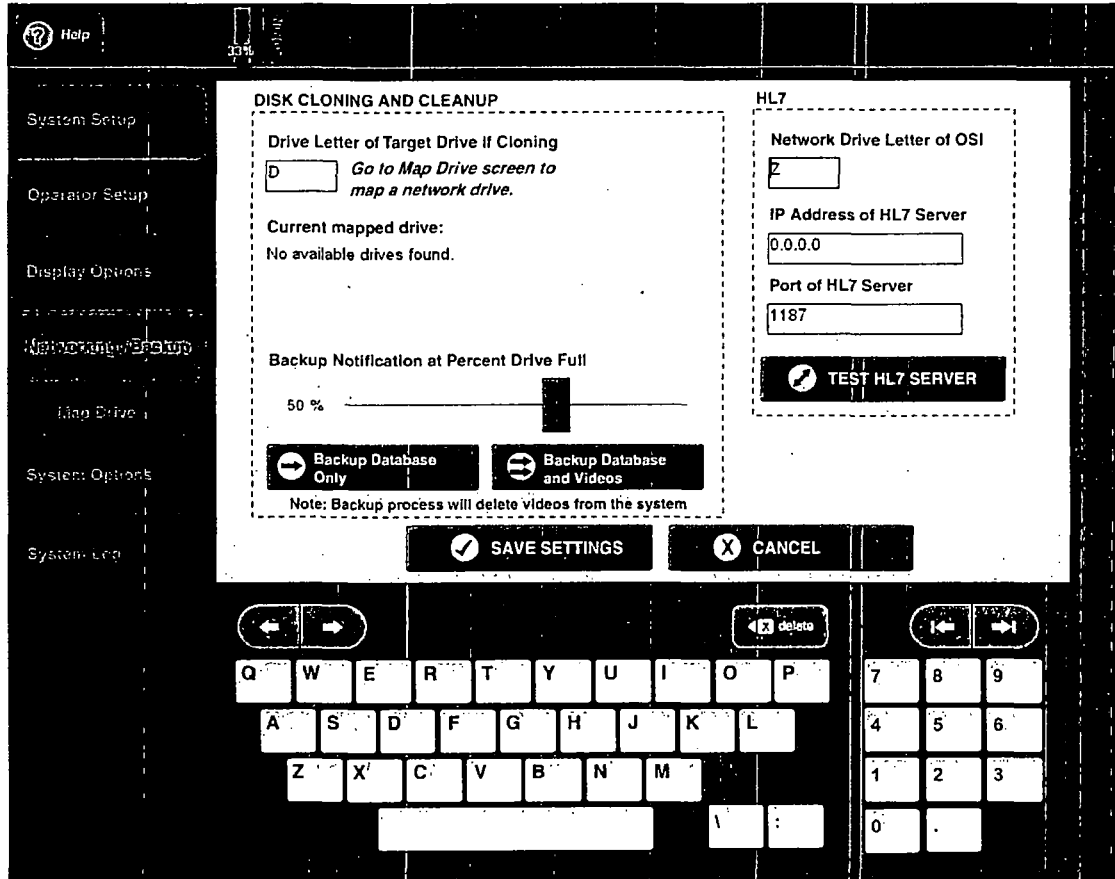 Help
33%
System Setup
Operator Setup
Display Options
Networking/Backup
Map Drive
System Options
System Log
DISK CLONING AND CLEANUP
Drive Letter of Target Drive If Cloning
D
Go to Map Drive screen to
map a network drive.
Current mapped drive:
No available drives found.
Backup Notification at Percent Drive Full
50 %
Backup Database
Only
Backup Database
and Videos
Note: Backup process will delete videos from the system
HL7
Network Drive Letter of OSI
Z
IP Address of HL7 Server
0.0.0.0
Port of HL7 Server
1187
TEST HL7 SERVER
SAVE SETTINGS
X CANCEL
X delete
Q W E R T Y U I O P
7 8 9
A S D F G H J K L
4 5 6
Z X C V B N M
1 2 3
\ :
0 .